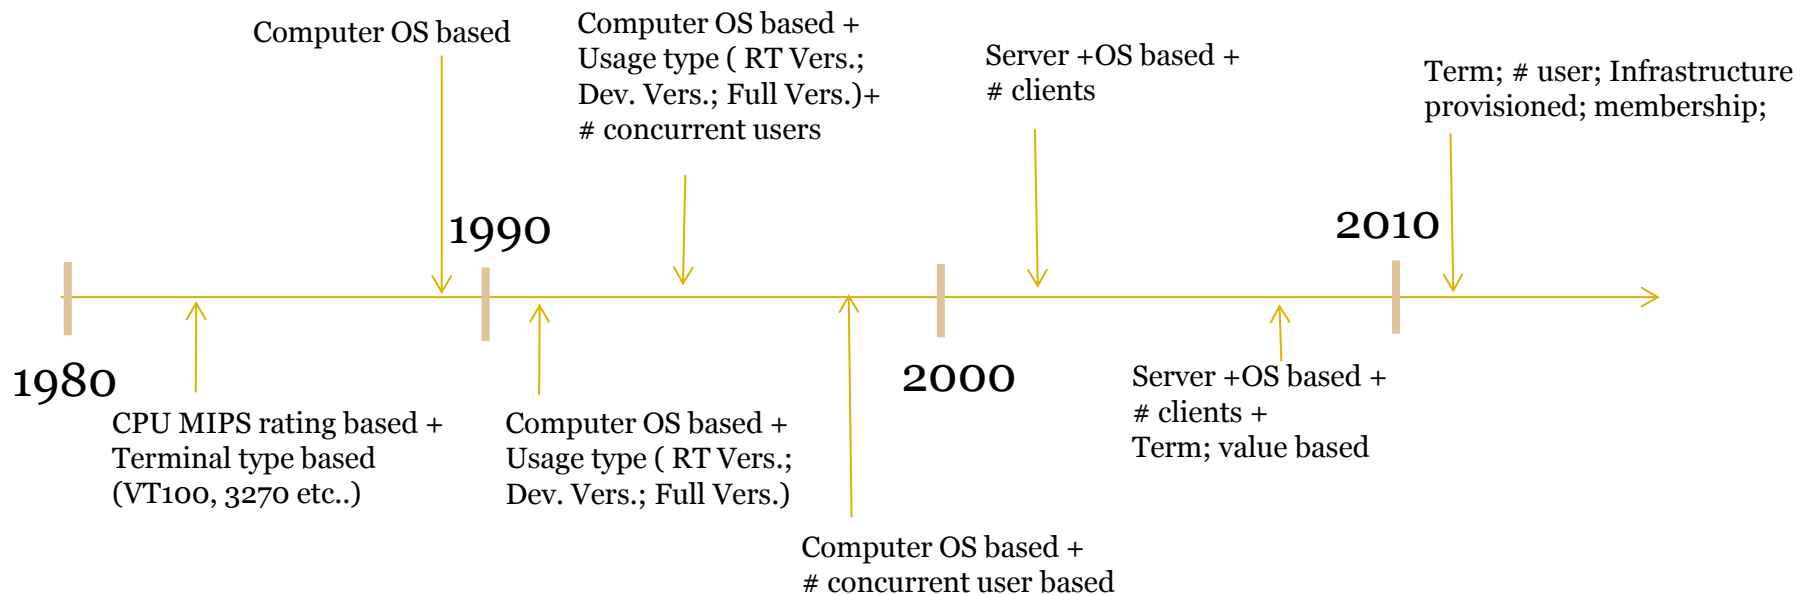 Computer OS based
Computer OS based +
Usage type ( RT Vers.;
Dev. Vers.; Full Vers.)+
# concurrent users
Server +OS based +
# clients
Term; # user; Infrastructure
provisioned; membership;
1980
1990
2000
2010
CPU MIPS rating based +
Terminal type based
(VT100, 3270 etc..)
Computer OS based +
Usage type ( RT Vers.;
Dev. Vers.; Full Vers.)
Computer OS based +
# concurrent user based
Server +OS based +
# clients +
Term; value based